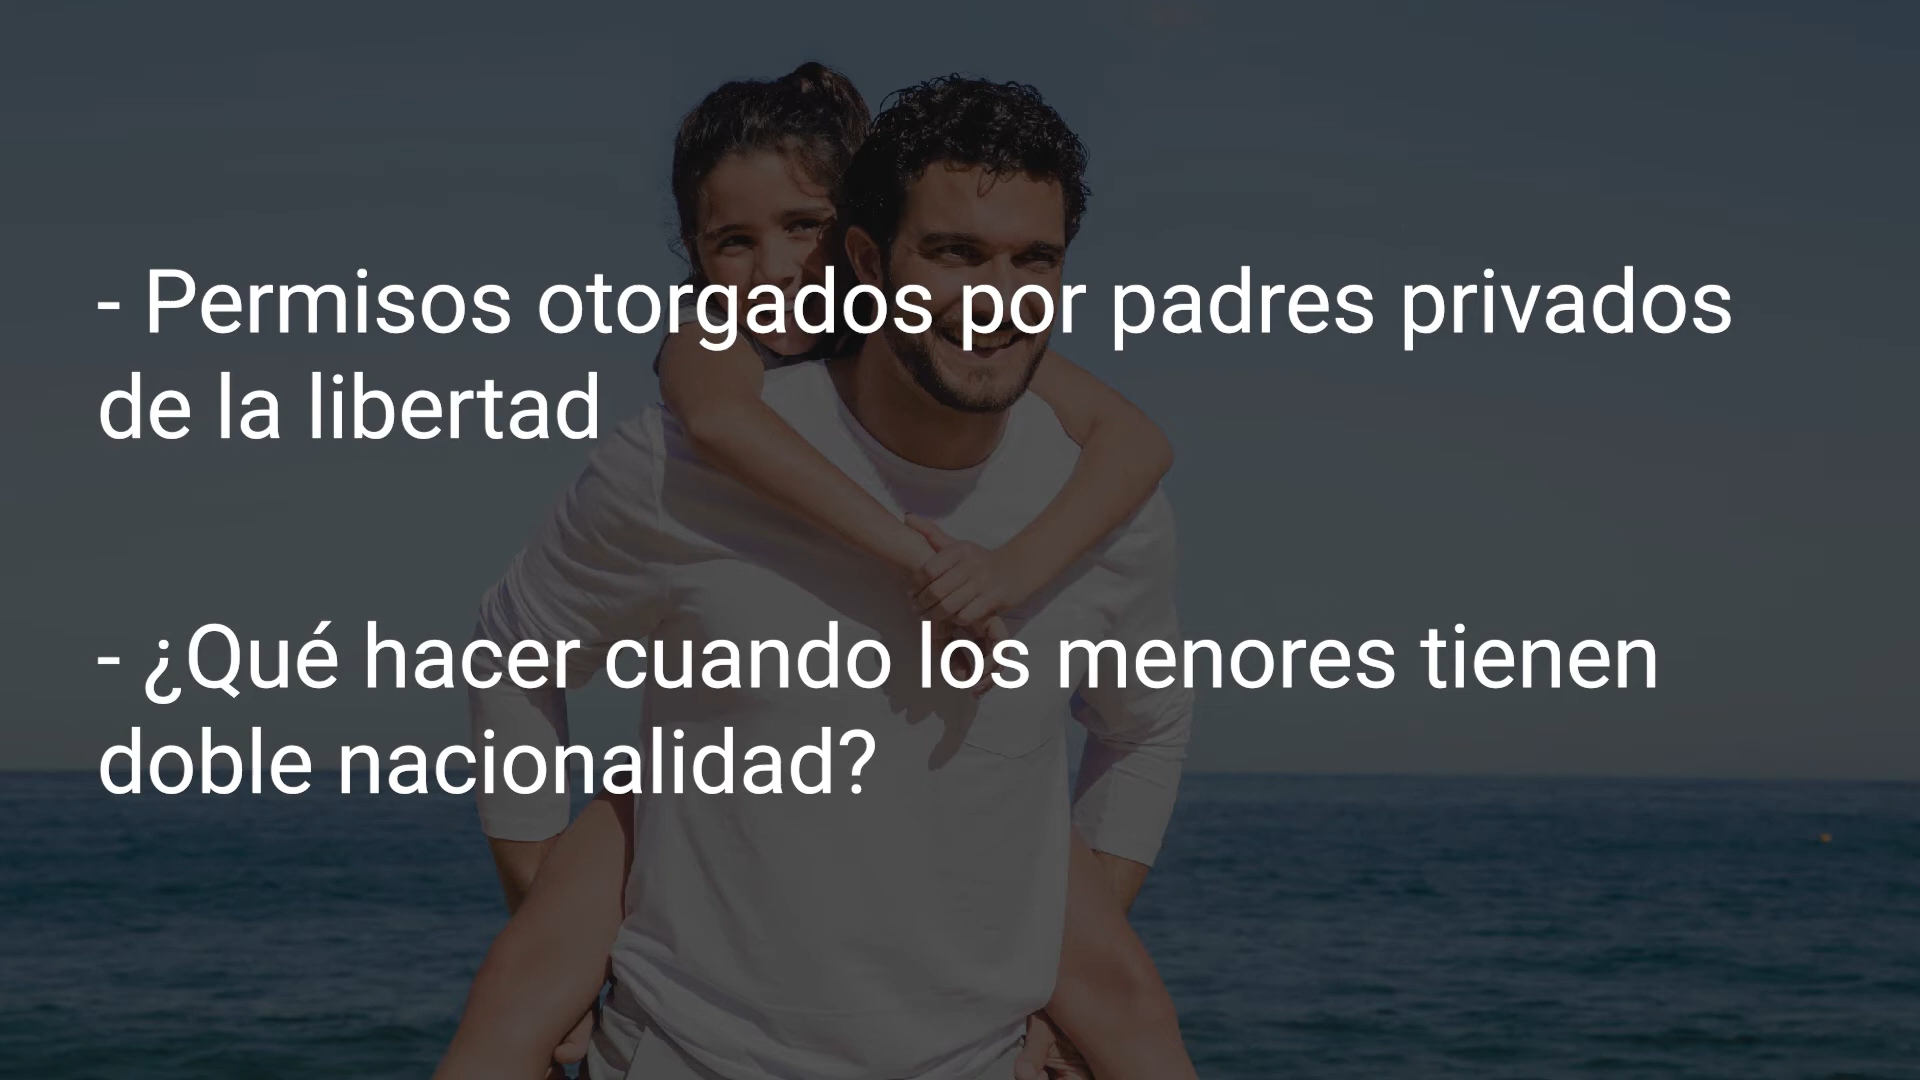 - Permisos otorgados por padres privados
de la libertad
- ¿Qué hacer cuando los menores tienen
doble nacionalidad?